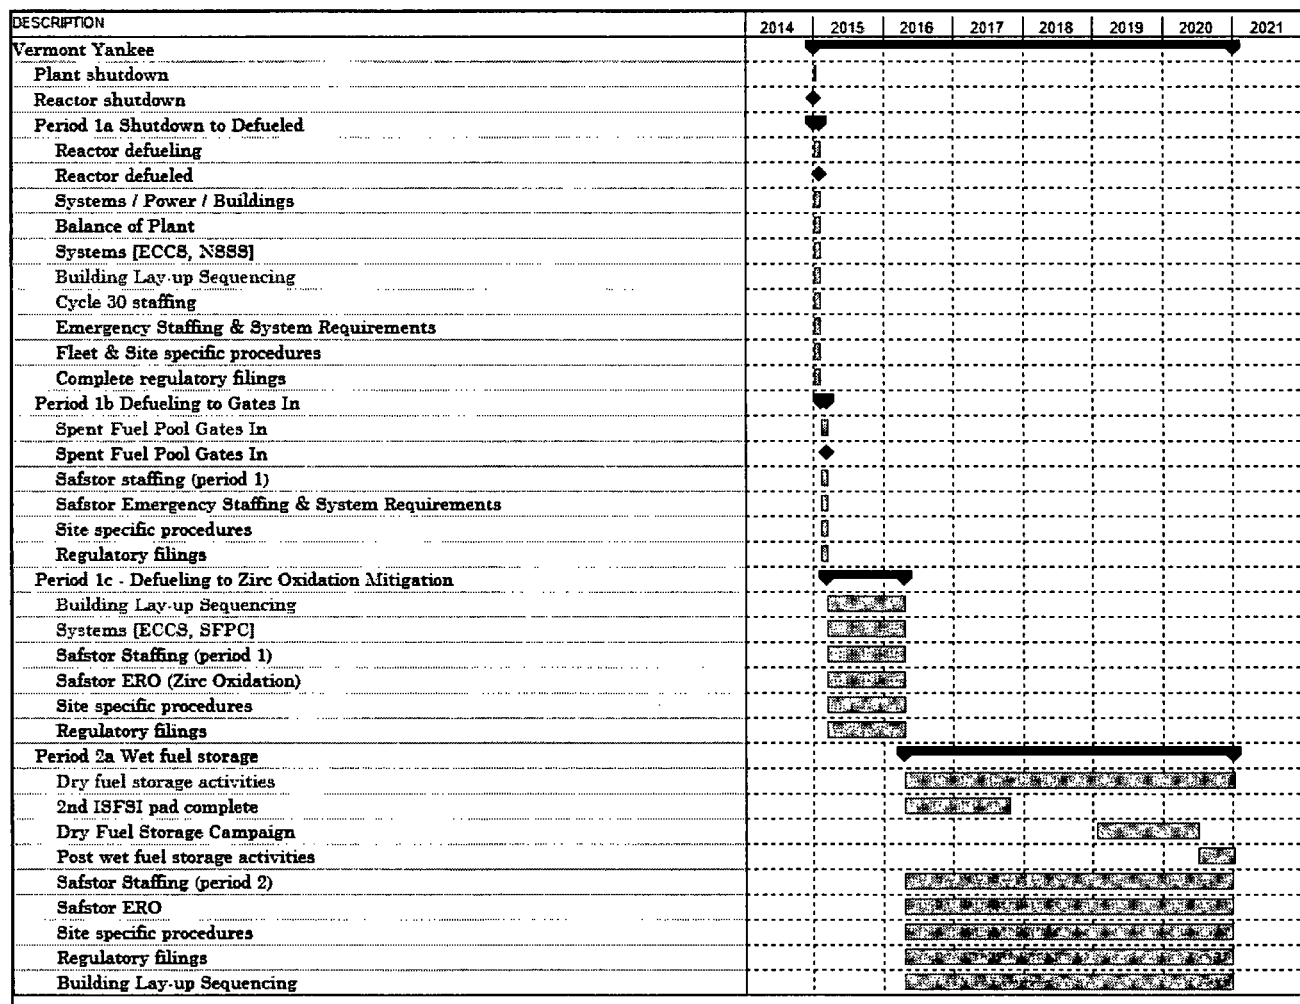 DESCRIPTION 2014 2015 2016 2017 2018 2019 2020 2021
Vermont Yankee
Plant shutdown
Reactor shutdown
Period 1a Shutdown to Defueled
Reactor defueling
Reactor defueled
Systems / Power / Buildings
Balance of Plant
Systems [ECCS, NSSS]
Building Lay-up Sequencing
Cycle 30 staffing
Emergency Staffing & System Requirements
Fleet & Site specific procedures
Complete regulatory filings
Period 1b Defueling to Gates In
Spent Fuel Pool Gates In
Spent Fuel Pool Gates In
Safstor staffing (period 1)
Safstor Emergency Staffing & System Requirements
Site specific procedures
Regulatory filings
Period 1c - Defueling to Zirc Oxidation Mitigation
Building Lay-up Sequencing
Systems [ECCS, SFPC]
Safstor Staffing (period 1)
Safstor ERO (Zirc Oxidation)
Site specific procedures
Regulatory filings
Period 2a Wet fuel storage
Dry fuel storage activities
2nd ISFSI pad complete
Dry Fuel Storage Campaign
Post wet fuel storage activities
Safstor Staffing (period 2)
Safstor ERO
Site specific procedures
Regulatory filings
Building Lay-up Sequencing